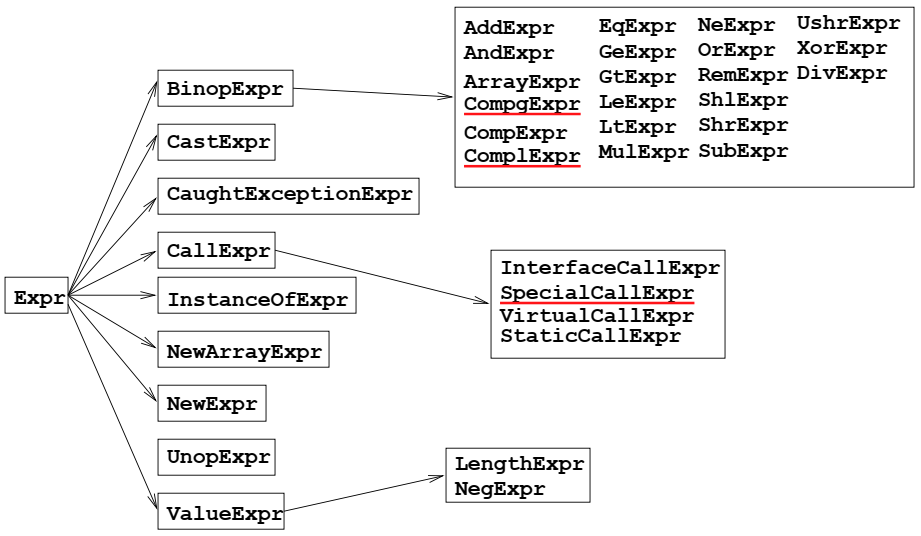 Expr
BinopExpr
CastExpr
CaughtExceptionExpr
CallExpr
InstanceOfExpr
NewArrayExpr
NewExpr
UnopExpr
ValueExpr
AddExpr
AndExpr
ArrayExpr
CompgExpr
CompExpr
ComplExpr
EqExpr
GeExpr
GtExpr
LeExpr
LtExpr
MulExpr
NeExpr
OrExpr
RemExpr
ShlExpr
ShrExpr
SubExpr
UshrExpr
XorExpr
DivExpr
InterfaceCallExpr
SpecialCallExpr
VirtualCallExpr
StaticCallExpr
LengthExpr
NegExpr